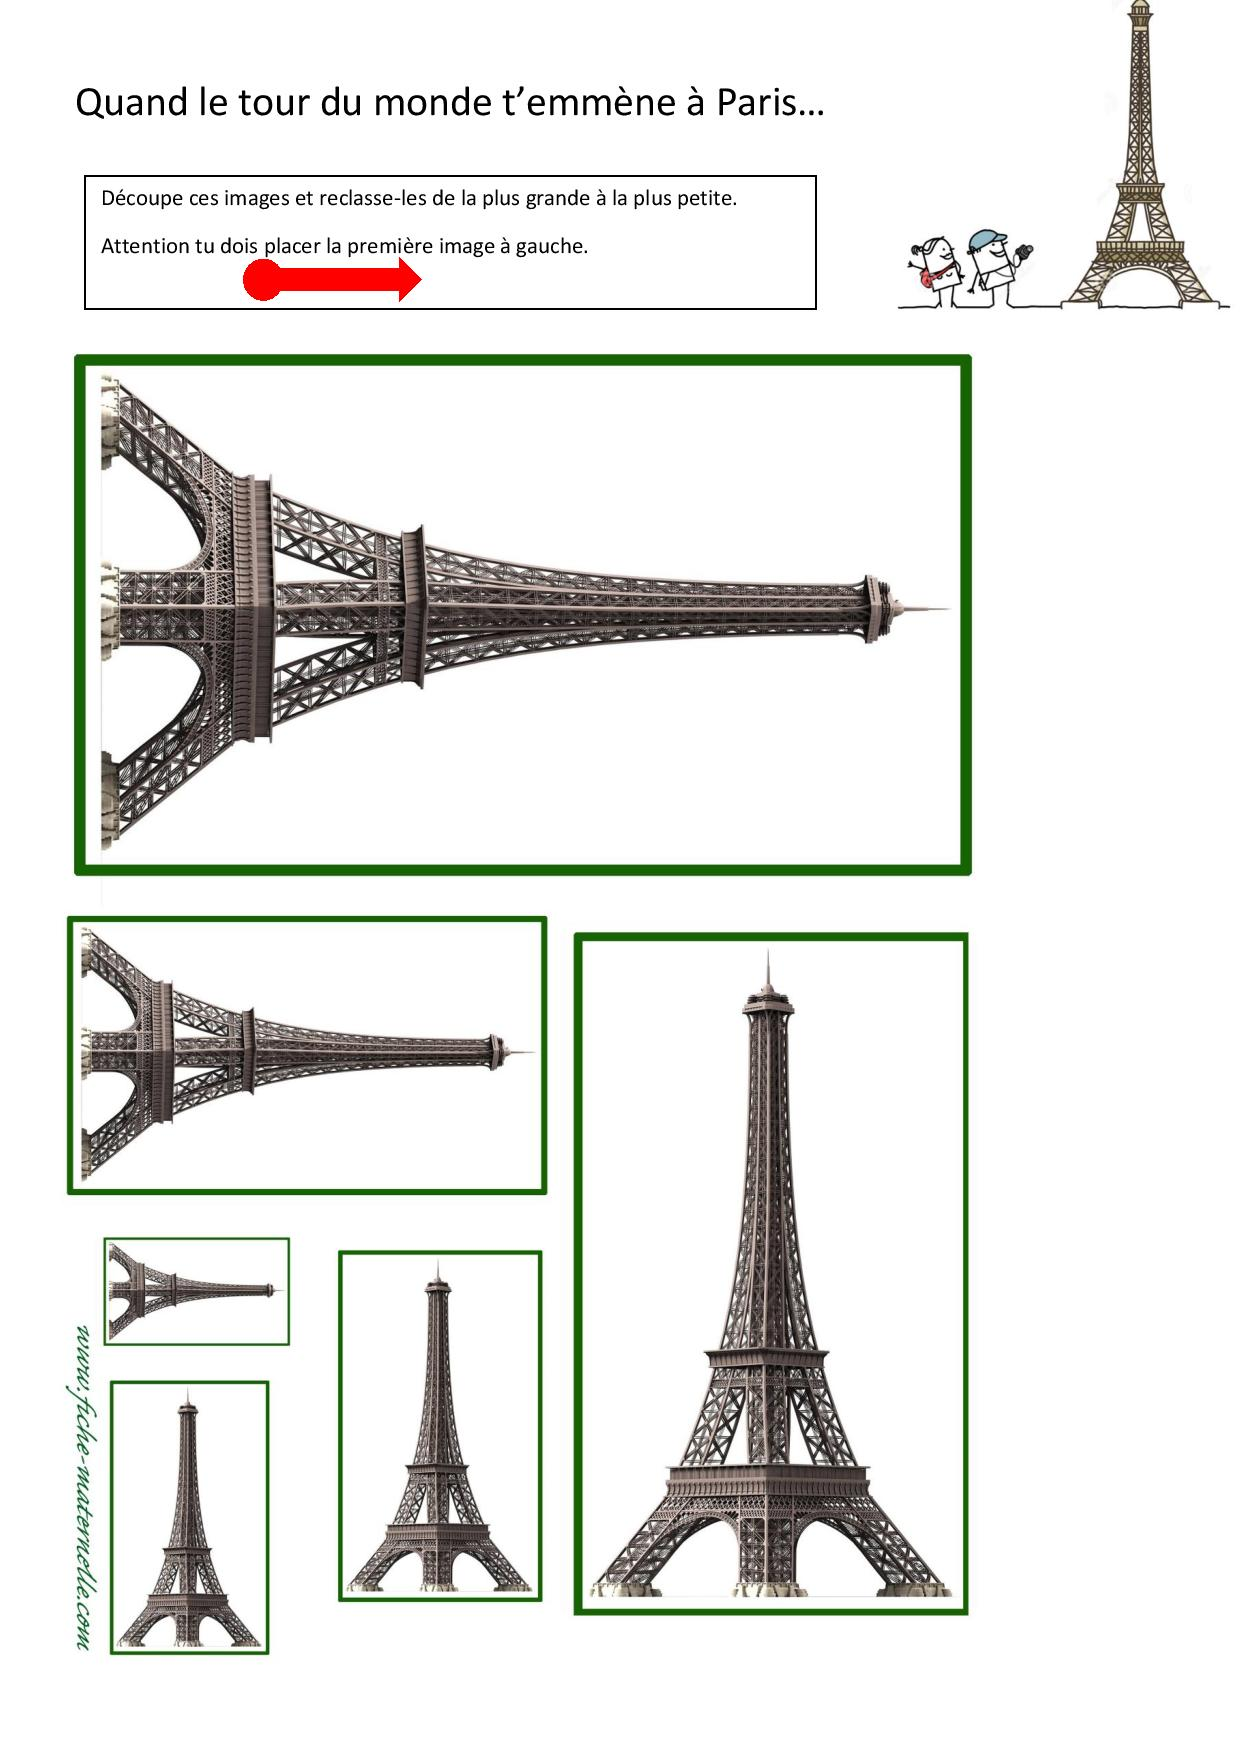 Quand le tour du monde t’emmène à Paris…
Découpe ces images et reclasse-les de la plus grande à la plus petite.
Attention tu dois placer la première image à gauche.
www.fiche-maternelle.com